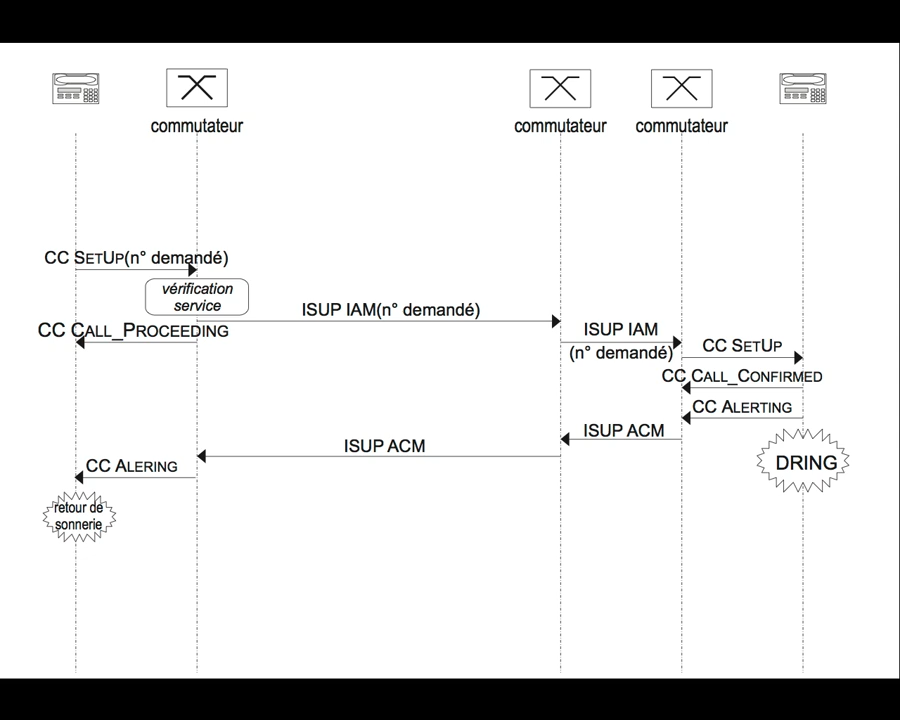 commutateur
commutateur
commutateur
CC SETUP(n° demandé)
vérification
service
ISUP IAM(n° demandé)
CC CALL_PROCEEDING
ISUP IAM
(n° demandé)
CC SETUP
CC CALL_CONFIRMED
CC ALERTING
ISUP ACM
ISUP ACM
CC ALERING
DRING
retour de
sonnerie